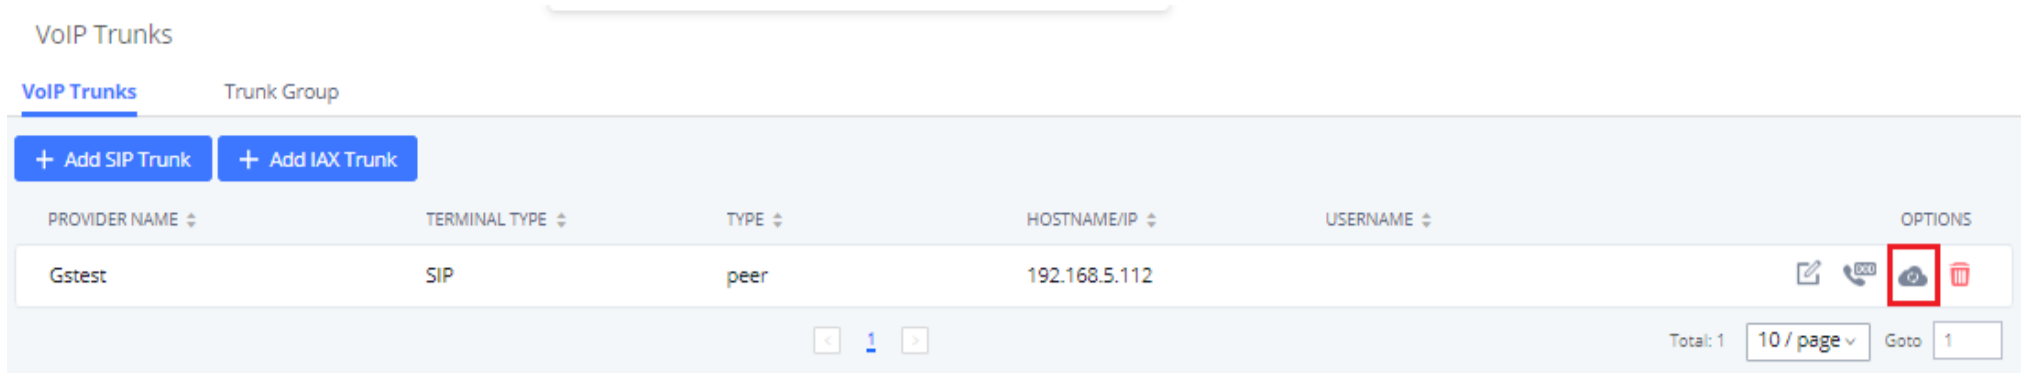 VoIP Trunks
VoIP Trunks Trunk Group
+ Add SIP Trunk + Add IAX Trunk
PROVIDER NAME TERMINAL TYPE TYPE HOSTNAME/IP USERNAME OPTIONS
Gstest SIP peer 192.168.5.112 DOD
< 1 > Total: 1 10 / page Goto 1